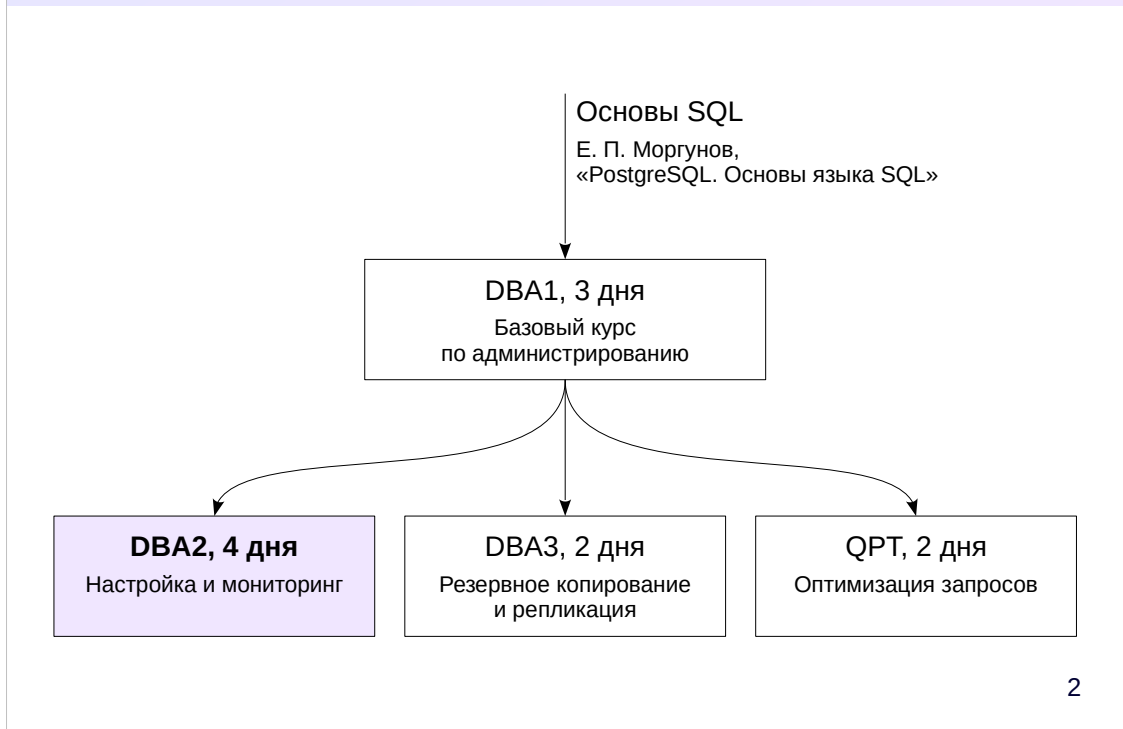 Основы SQL
Е. П. Моргунов,
«PostgreSQL. Основы языка SQL»
DBA1, 3 дня
Базовый курс
по администрированию
DBA2, 4 дня
Настройка и мониторинг
DBA3, 2 дня
Резервное копирование
и репликация
QPT, 2 дня
Оптимизация запросов
2